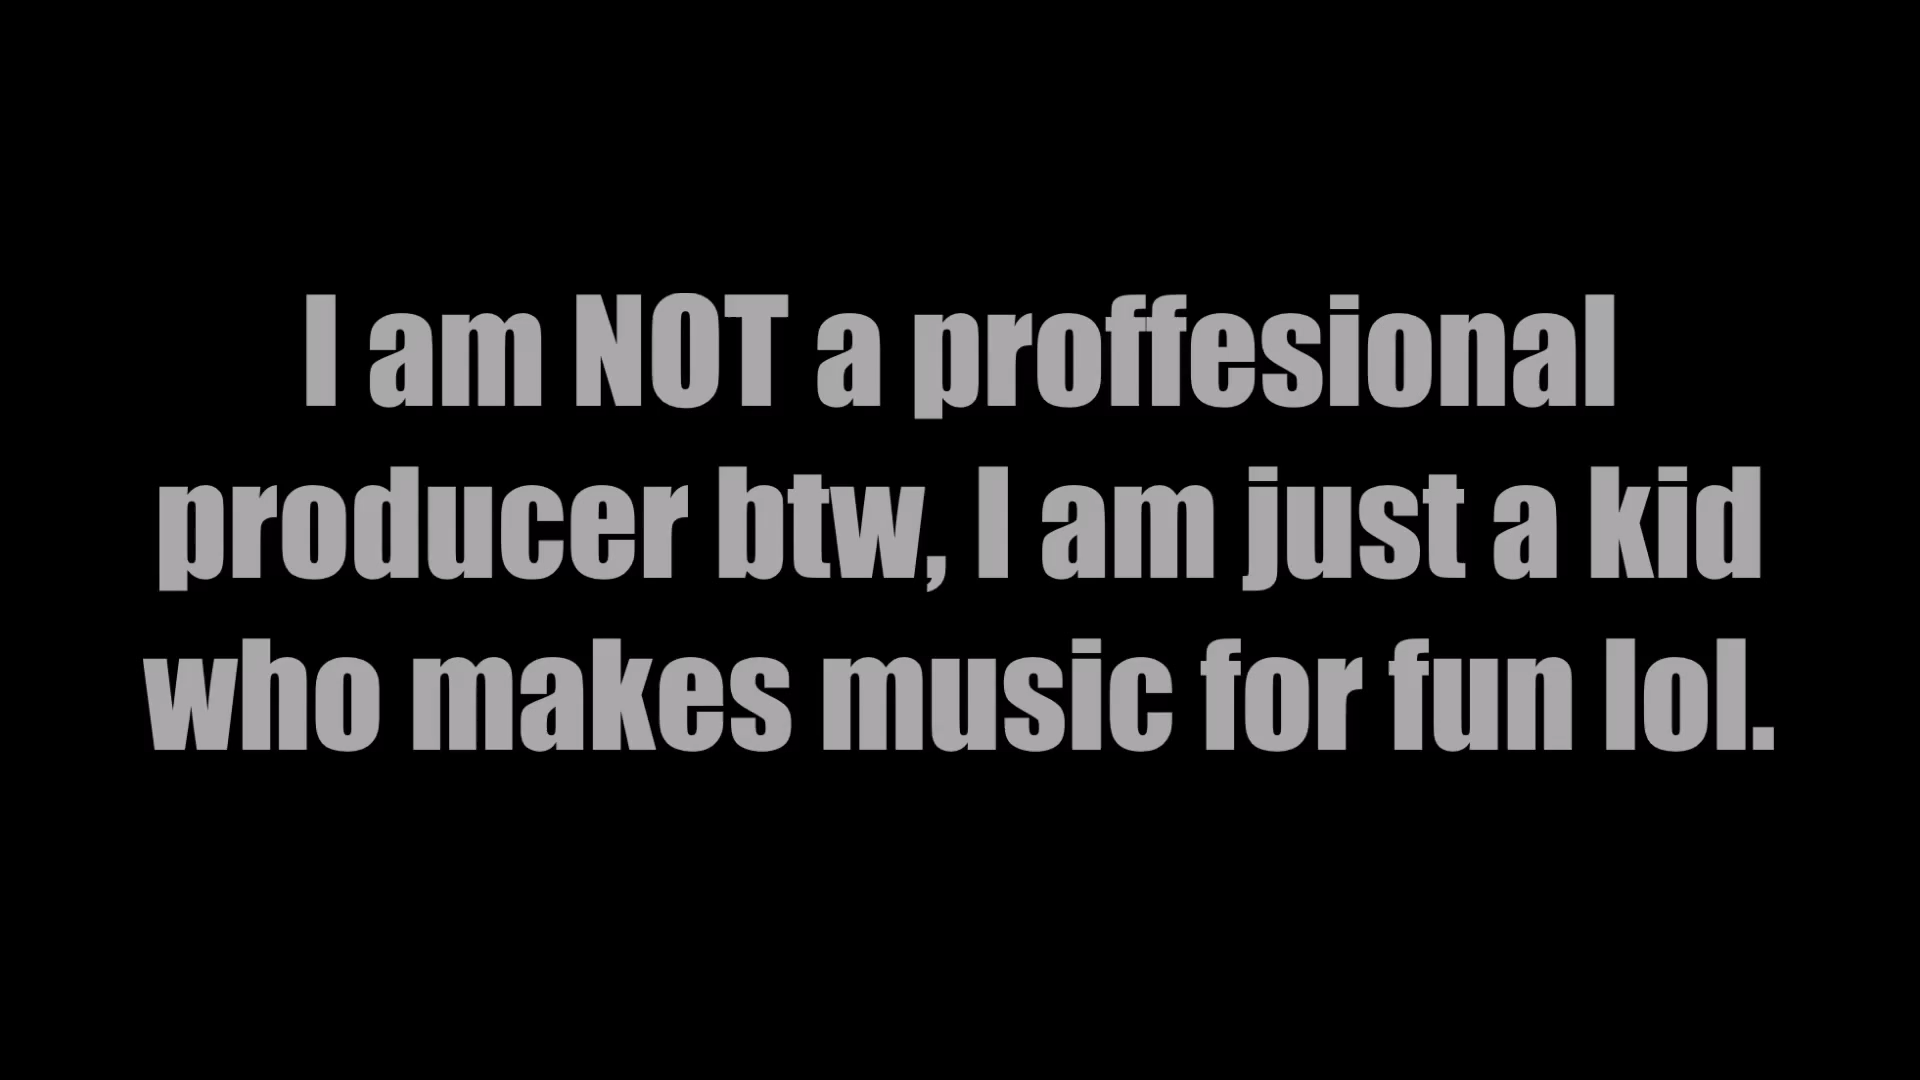 I am NOT a proffesional
producer btw, I am just a kid
who makes music for fun lol.